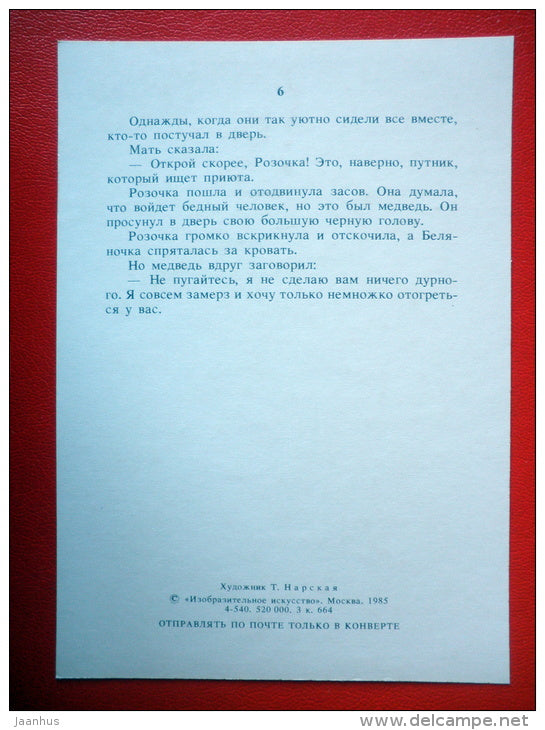 6
Однажды, когда они так уютно сидели все вместе,
кто-то постучал в дверь.
Мать сказала:
— Открой скорее, Розочка! Это, наверно, путник,
который ищет приюта.
Розочка пошла и отодвинула засов. Она думала,
что войдет бедный человек, но это был медведь. Он
просунул в дверь свою большую черную голову.
Розочка громко вскрикнула и отскочила, а Беля-
ночка спряталась за кровать.
Но медведь вдруг заговорил:
— Не пугайтесь, я не сделаю вам ничего дурно-
го. Я совсем замерз и хочу только немножко отогреть-
ся у вас.
Художник Т. Нарская
© «Изобразительное искусство». Москва. 1985
4-540. 520 000. 3 к. 664
ОТПРАВЛЯТЬ ПО ПОЧТЕ ТОЛЬКО В КОНВЕРТЕ
jaanhus
www.delcampe.net